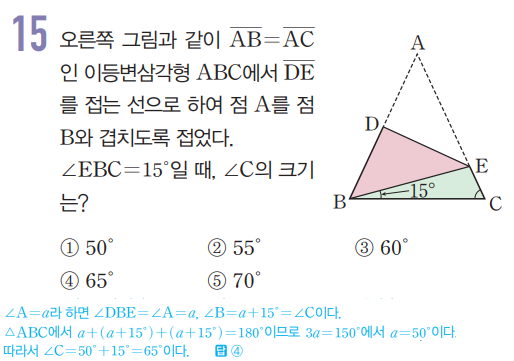 15 오른쪽 그림과 같이 A̅B̅=A̅C̅
인 이등변삼각형 ABC에서 D̅E̅
를 접는 선으로 하여 점 A를 점
B와 겹치도록 접었다.
∠EBC=15°일 때, ∠C의 크기
는?
A
D
E
15°
B
C
① 50° ② 55° ③ 60°
④ 65° ⑤ 70°
∠A=a라 하면 ∠DBE=∠A=a, ∠B=a+15°=∠C이다.
△ABC에서 a+(a+15°)+(a+15°)=180°이므로 3a=150°에서 a=50°이다.
따라서 ∠C=50°+15°=65°이다. 답 ④